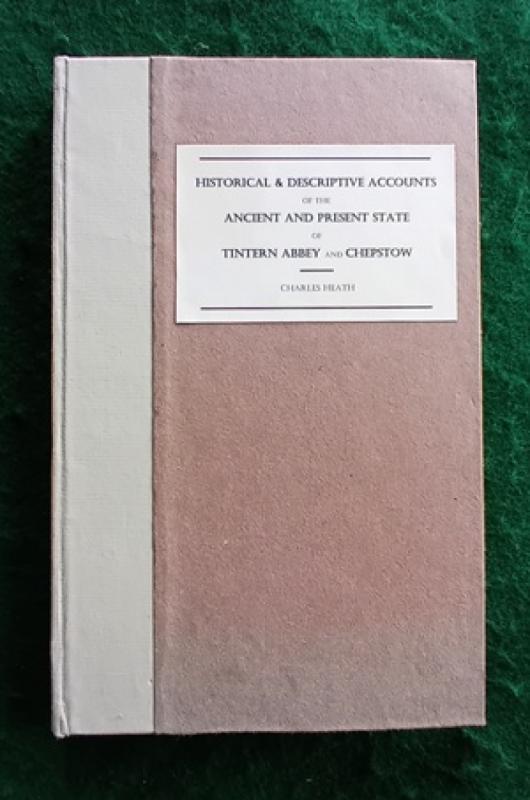 HISTORICAL & DESCRIPTIVE ACCOUNTS
OF THE
ANCIENT AND PRESENT STATE
OF
TINTERN ABBEY AND CHEPSTOW
CHARLES HEATH